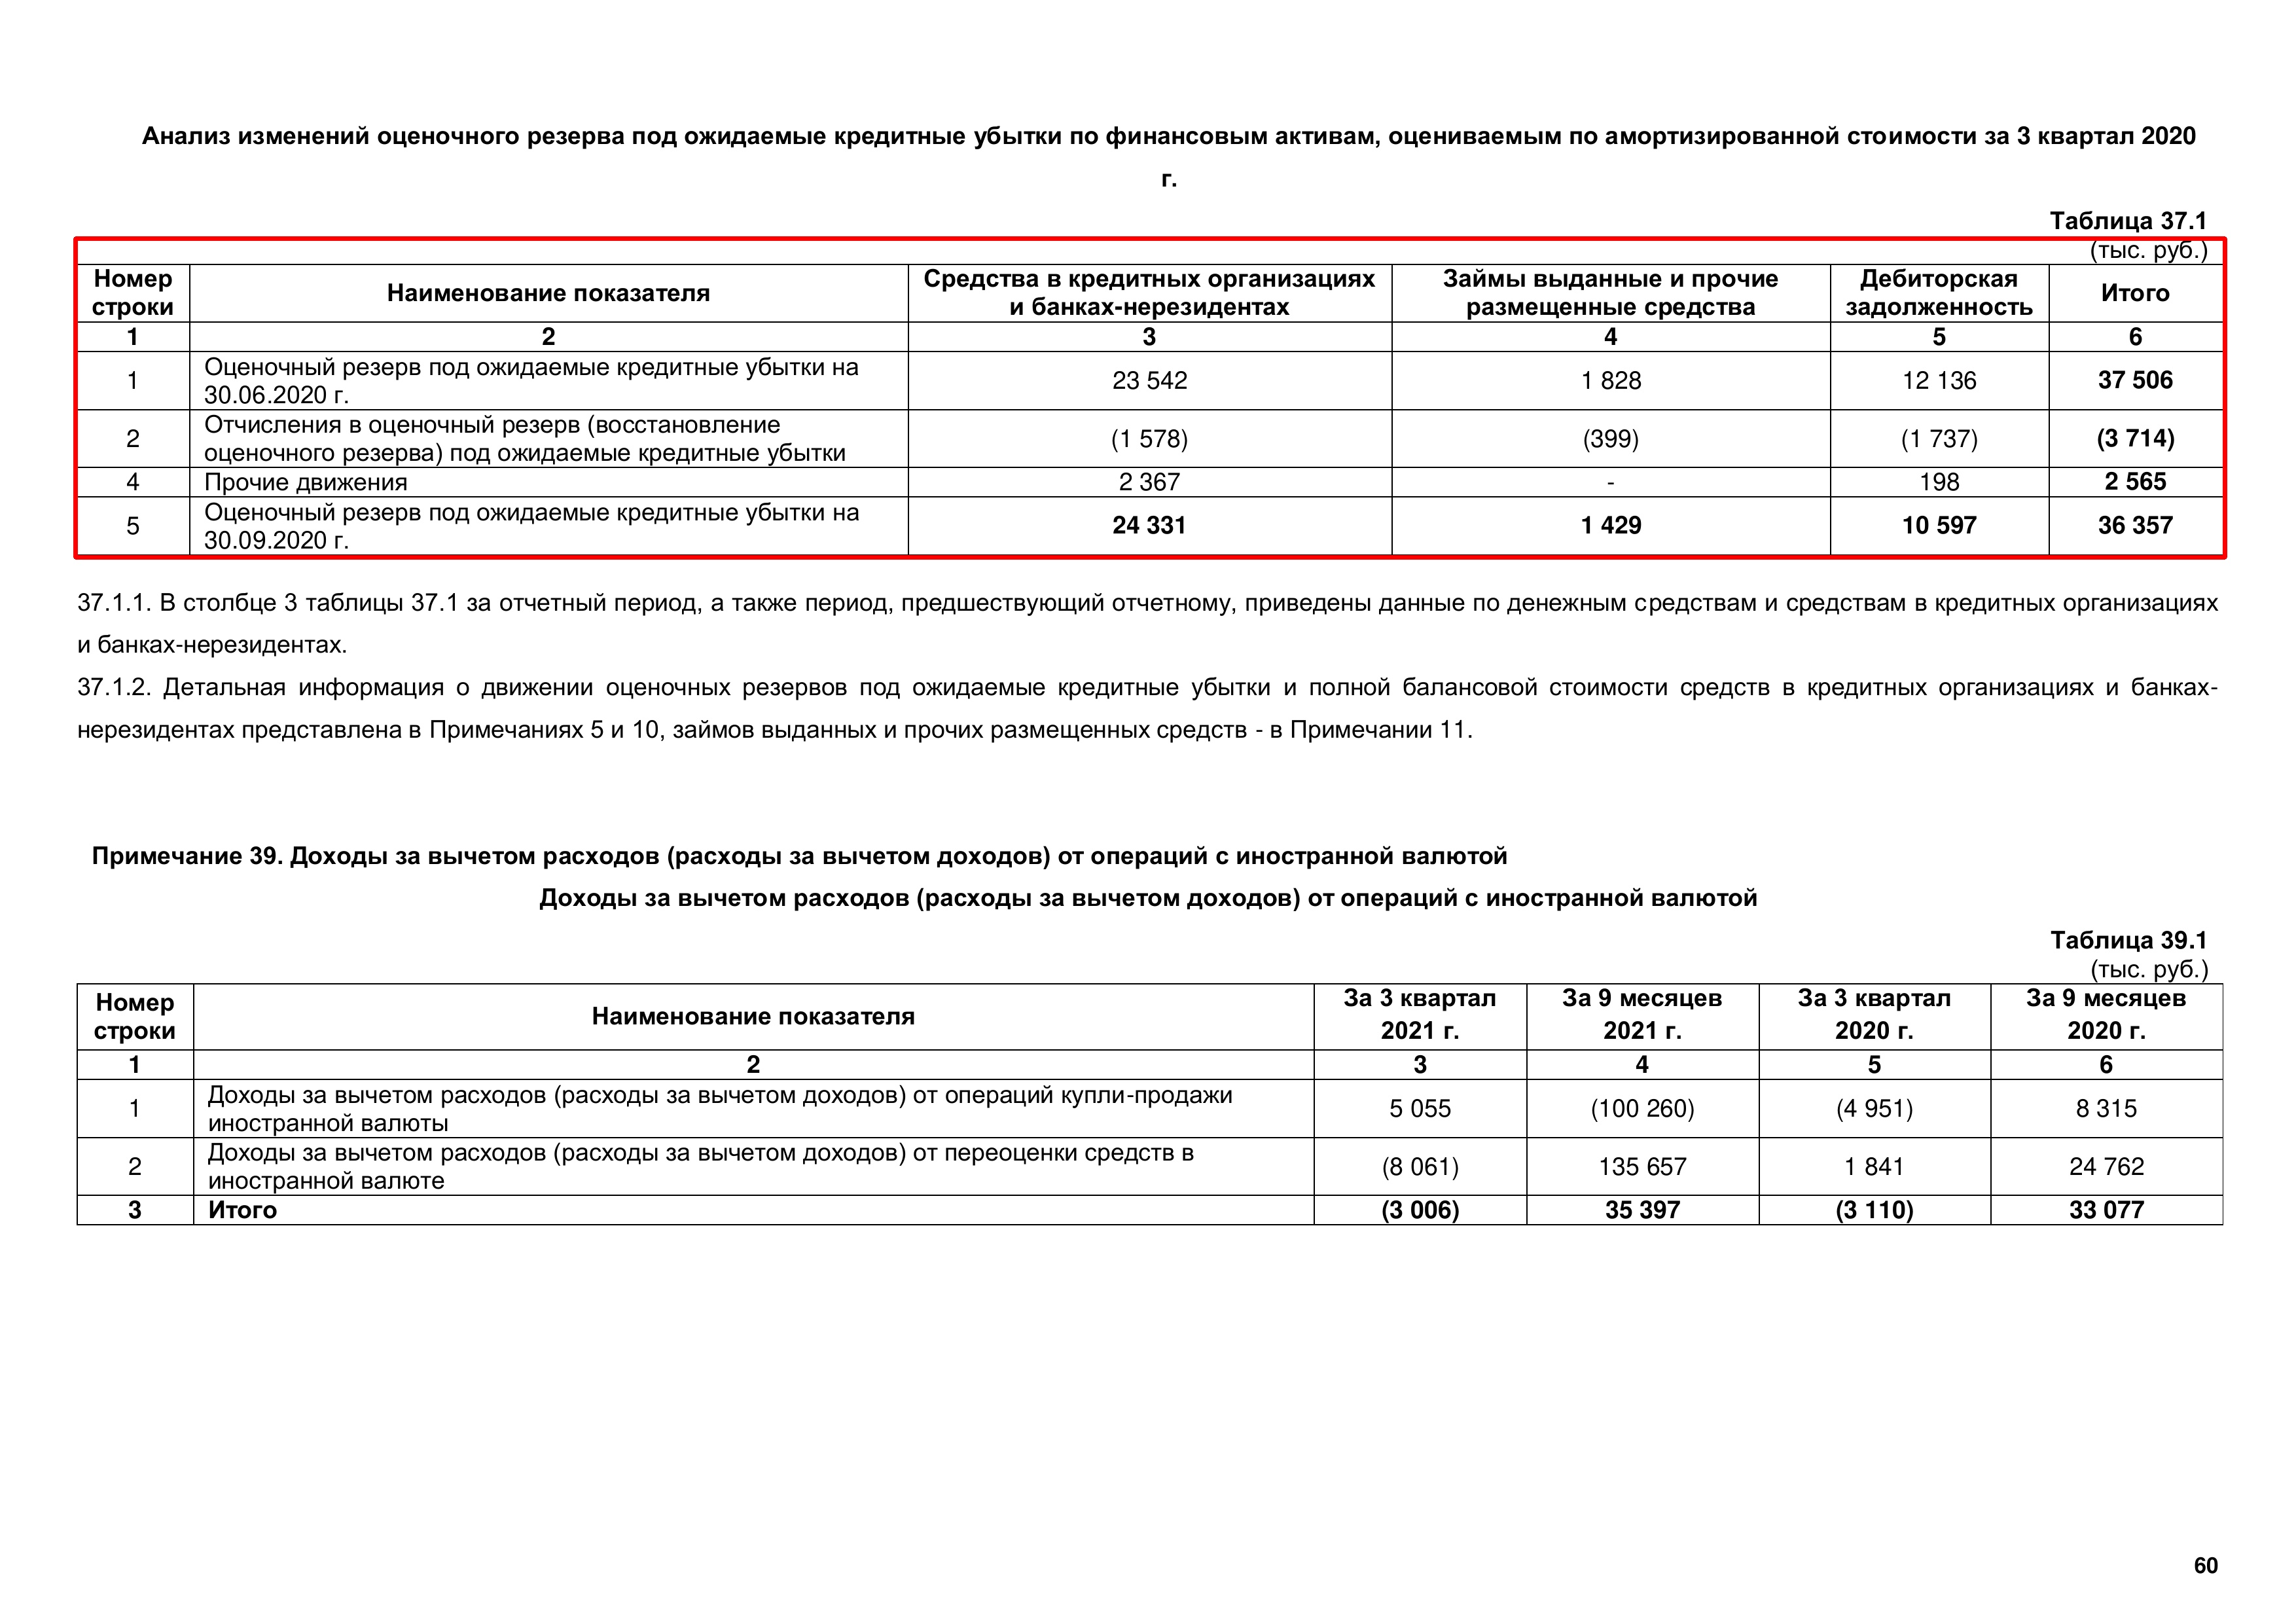 Анализ изменений оценочного резерва под ожидаемые кредитные убытки по финансовым активам, оцениваемым по амортизированной стоимости за 3 квартал 2020
г.
Таблица 37.1
(тыс. руб.)
Номер строки Наименование показателя Средства в кредитных организациях и банках-нерезидентах Займы выданные и прочие размещенные средства Дебиторская задолженность Итого
1 2 3 4 5 6
1 Оценочный резерв под ожидаемые кредитные убытки на 30.06.2020 г. 23 542 1 828 12 136 37 506
2 Отчисления в оценочный резерв (восстановление оценочного резерва) под ожидаемые кредитные убытки (1 578) (399) (1 737) (3 714)
4 Прочие движения 2 367 - 198 2 565
5 Оценочный резерв под ожидаемые кредитные убытки на 30.09.2020 г. 24 331 1 429 10 597 36 357
37.1.1. В столбце 3 таблицы 37.1 за отчетный период, а также период, предшествующий отчетному, приведены данные по денежным средствам и средствам в кредитных организациях
и банках-нерезидентах.
37.1.2. Детальная информация о движении оценочных резервов под ожидаемые кредитные убытки и полной балансовой стоимости средств в кредитных организациях и банках-
нерезидентах представлена в Примечаниях 5 и 10, займов выданных и прочих размещенных средств - в Примечании 11.
Примечание 39. Доходы за вычетом расходов (расходы за вычетом доходов) от операций с иностранной валютой
Доходы за вычетом расходов (расходы за вычетом доходов) от операций с иностранной валютой
Таблица 39.1
(тыс. руб.)
Номер строки Наименование показателя За 3 квартал 2021 г. За 9 месяцев 2021 г. За 3 квартал 2020 г. За 9 месяцев 2020 г.
1 2 3 4 5 6
1 Доходы за вычетом расходов (расходы за вычетом доходов) от операций купли-продажи иностранной валюты 5 055 (100 260) (4 951) 8 315
2 Доходы за вычетом расходов (расходы за вычетом доходов) от переоценки средств в иностранной валюте (8 061) 135 657 1 841 24 762
3 Итого (3 006) 35 397 (3 110) 33 077
60